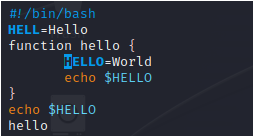 #!/bin/bash
HELL=Hello
function hello {
        HELLO=World
        echo $HELLO
}
echo $HELLO
hello